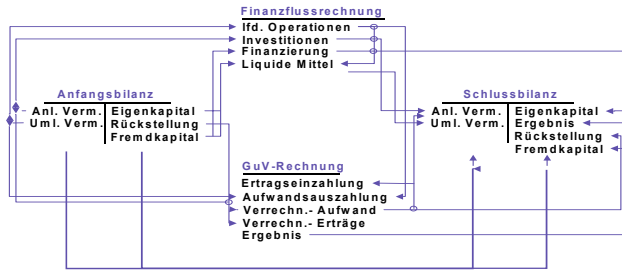 Finanzflussrechnung
lfd. Operationen
Investitionen
Finanzierung
Liquide Mittel
Anfangsbilanz
Anl. Verm. Eigenkapital
Uml. Verm. Rückstellung
Fremdkapital
Schlussbilanz
Anl. Verm. Eigenkapital
Uml. Verm. Ergebnis
Rückstellung
Fremdkapital
GuV-Rechnung
Ertragseinzahlung
Aufwandsauszahlung
Verrechn.- Aufwand
Verrechn.- Erträge
Ergebnis